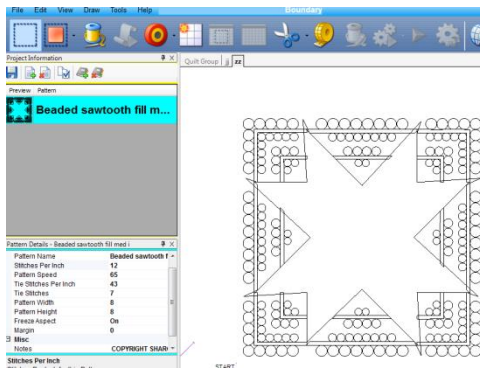 File Edit View Draw Tools Help Boundary
Project Information
Quilt Group jj zz
Preview Pattern
Beaded sawtooth fill m...
Pattern Details - Beaded sawtooth fill med i
Pattern Name Beaded sawtooth f
Stitches Per Inch 12
Pattern Speed 65
Tie Stitches Per Inch 43
Tie Stitches 7
Pattern Width 8
Pattern Height 8
Freeze Aspect On
Margin 0
Misc
Notes COPYRIGHT SHARI
Stitches Per Inch
START